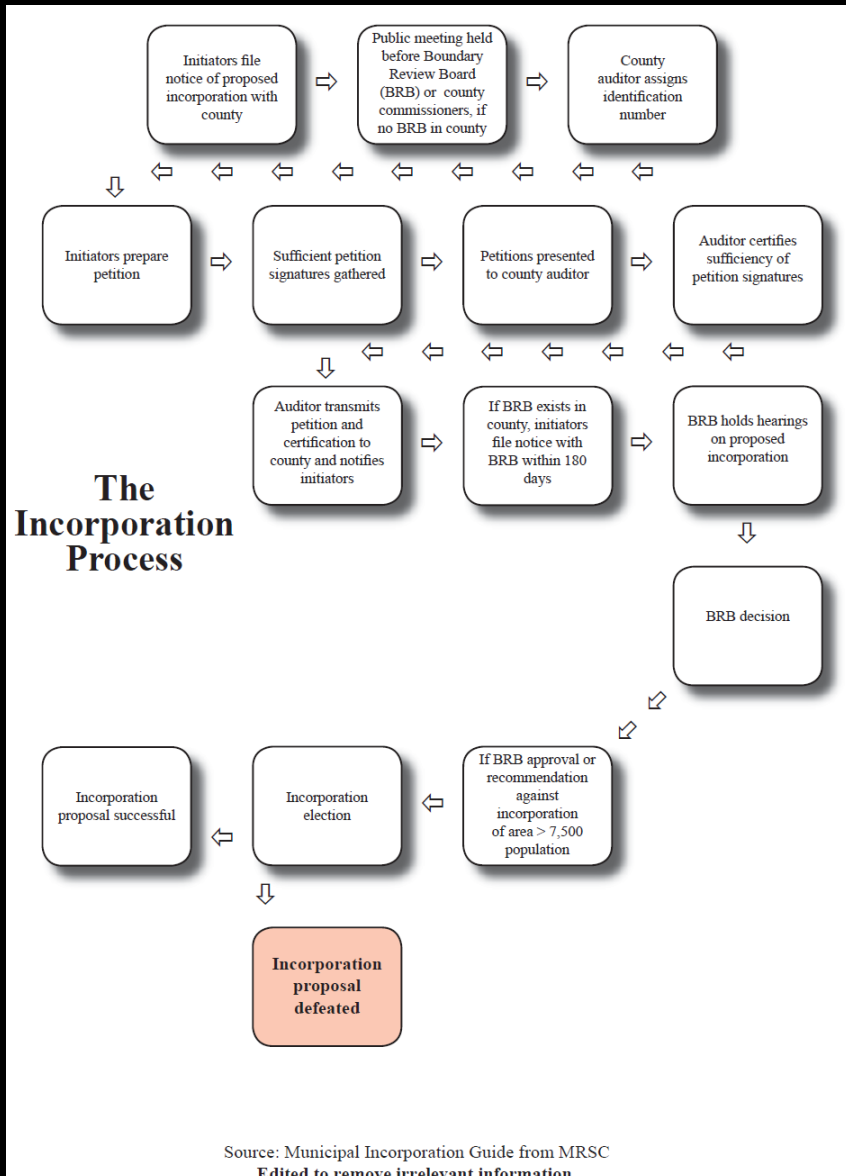 Initiators file
notice of proposed
incorporation with
county
Public meeting held
before Boundary
Review Board
(BRB) or county
commissioners, if
no BRB in county
County
auditor assigns
identification
number
Initiators prepare
petition
Sufficient petition
signatures gathered
Petitions presented
to county auditor
Auditor certifies
sufficiency of
petition signatures
Auditor transmits
petition and
certification to
county and notifies
initiators
If BRB exists in
county, initiators
file notice with
BRB within 180
days
BRB holds hearings
on proposed
incorporation
The
Incorporation
Process
BRB decision
If BRB approval or
recommendation
against
incorporation
of area > 7,500
population
Incorporation
election
Incorporation
proposal successful
Incorporation
proposal
defeated
Source: Municipal Incorporation Guide from MRSC
Edited to remove irrelevant information